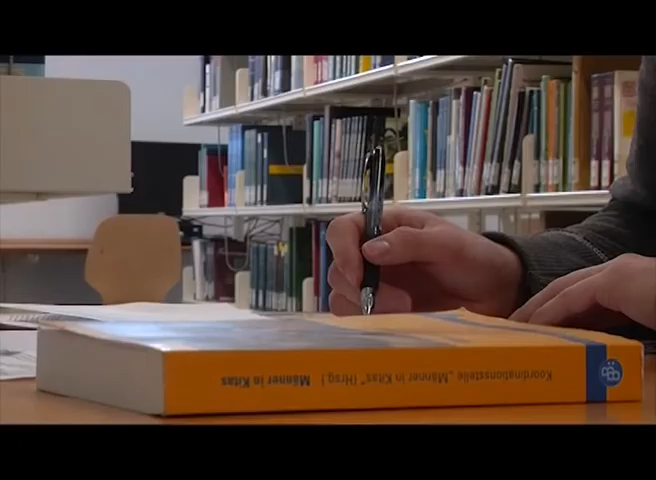 Koordinationsstelle „Männer in Kitas“ (Hrsg.) Männer in Kitas